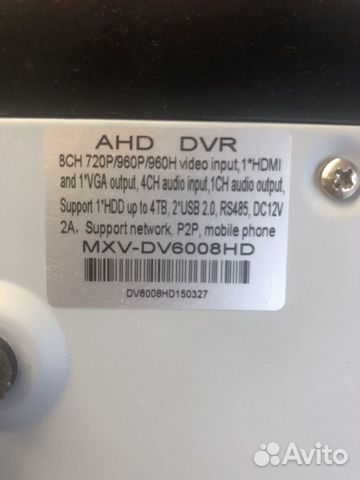 AHD DVR
8CH 720P/960P/960H video input,1*HDMI
and 1*VGA output, 4CH audio input,1CH audio output,
Support 1*HDD up to 4TB, 2*USB 2.0, RS485, DC12V
2A, Support network, P2P, mobile phone
MXV-DV6008HD
DV6008HD150327
Avito